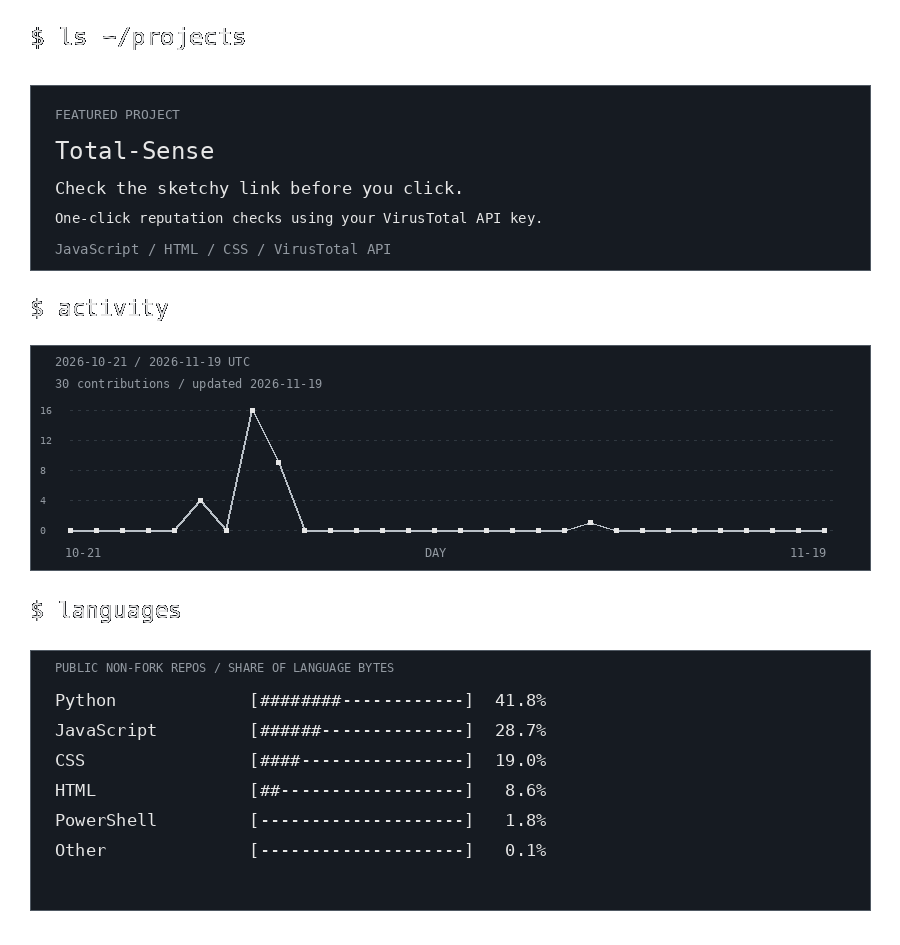 $ ls ~/projects
FEATURED PROJECT
Total-Sense
Check the sketchy link before you click.
One-click reputation checks using your VirusTotal API key.
JavaScript / HTML / CSS / VirusTotal API
$ activity
2026-10-21 / 2026-11-19 UTC
30 contributions / updated 2026-11-19
16
12
8
4
0
10-21 DAY 11-19
$ languages
PUBLIC NON-FORK REPOS / SHARE OF LANGUAGE BYTES
Python [########------------] 41.8%
JavaScript [######--------------] 28.7%
CSS [####----------------] 19.0%
HTML [##------------------] 8.6%
PowerShell [--------------------] 1.8%
Other [--------------------] 0.1%